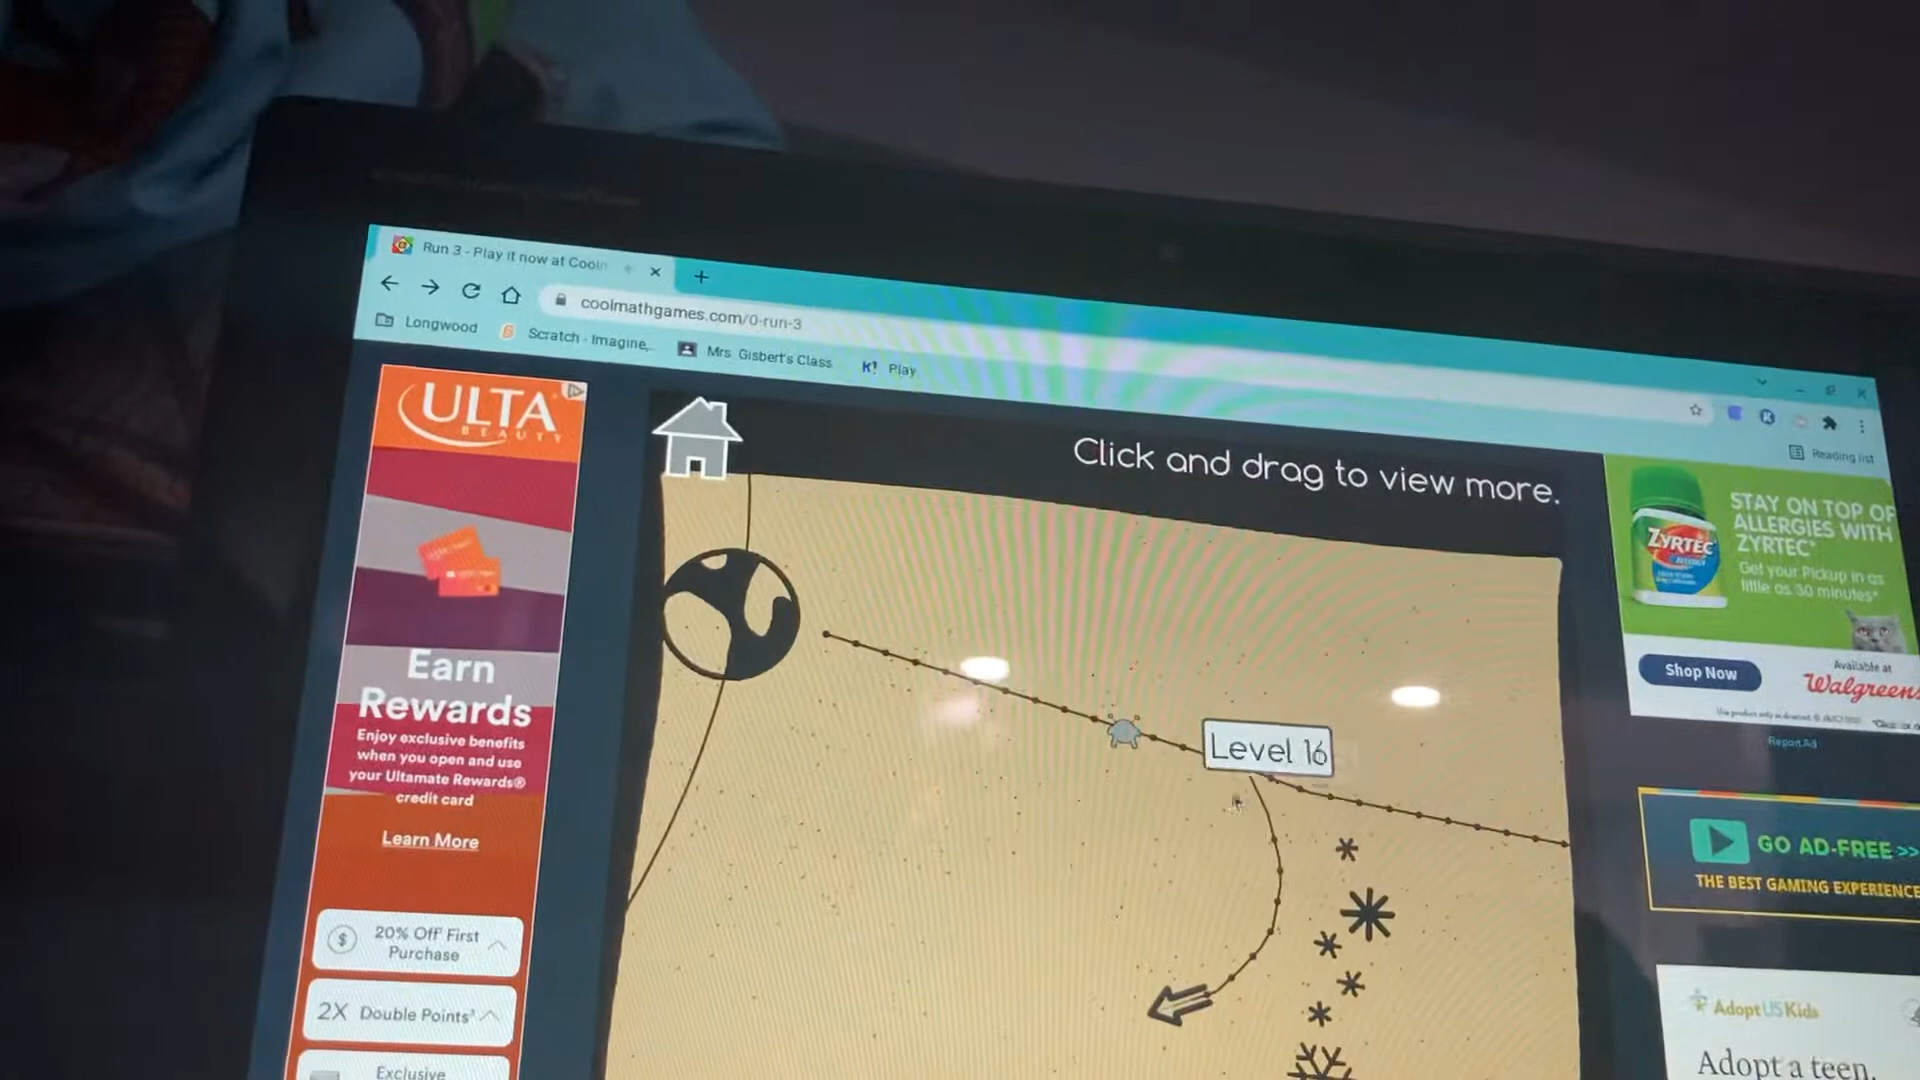 Run 3 - Play it now at Coolm
coolmathgames.com/0-run-3
Longwood
Scratch - Imagine,...
Mrs. Gisbert's Class
K! Play
Reading list
ULTA
BEAUTY
Earn
Rewards
Enjoy exclusive benefits
when you open and use
your Ultamate Rewards®
credit card
Learn More
$ 20% Off¹ First
Purchase
2X Double Points³
Exclusive
Click and drag to view more.
Level 16
STAY ON TOP OF
ALLERGIES WITH
ZYRTEC*
ZYRTEC
Get your Pickup in as
little as 30 minutes*
Shop Now
Available at
Walgreens
Report Ad
GO AD-FREE >>
THE BEST GAMING EXPERIENCE
AdoptUSKids
Adopt a teen.